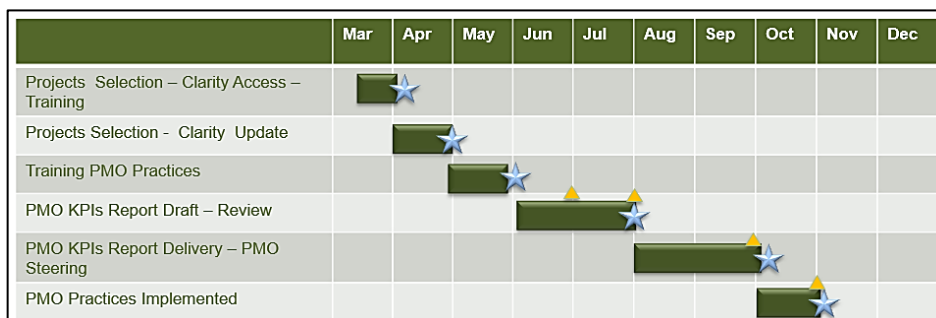 Mar Apr May Jun Jul Aug Sep Oct Nov Dec
Projects Selection – Clarity Access –
Training
Projects Selection - Clarity Update
Training PMO Practices
PMO KPIs Report Draft – Review
PMO KPIs Report Delivery – PMO
Steering
PMO Practices Implemented